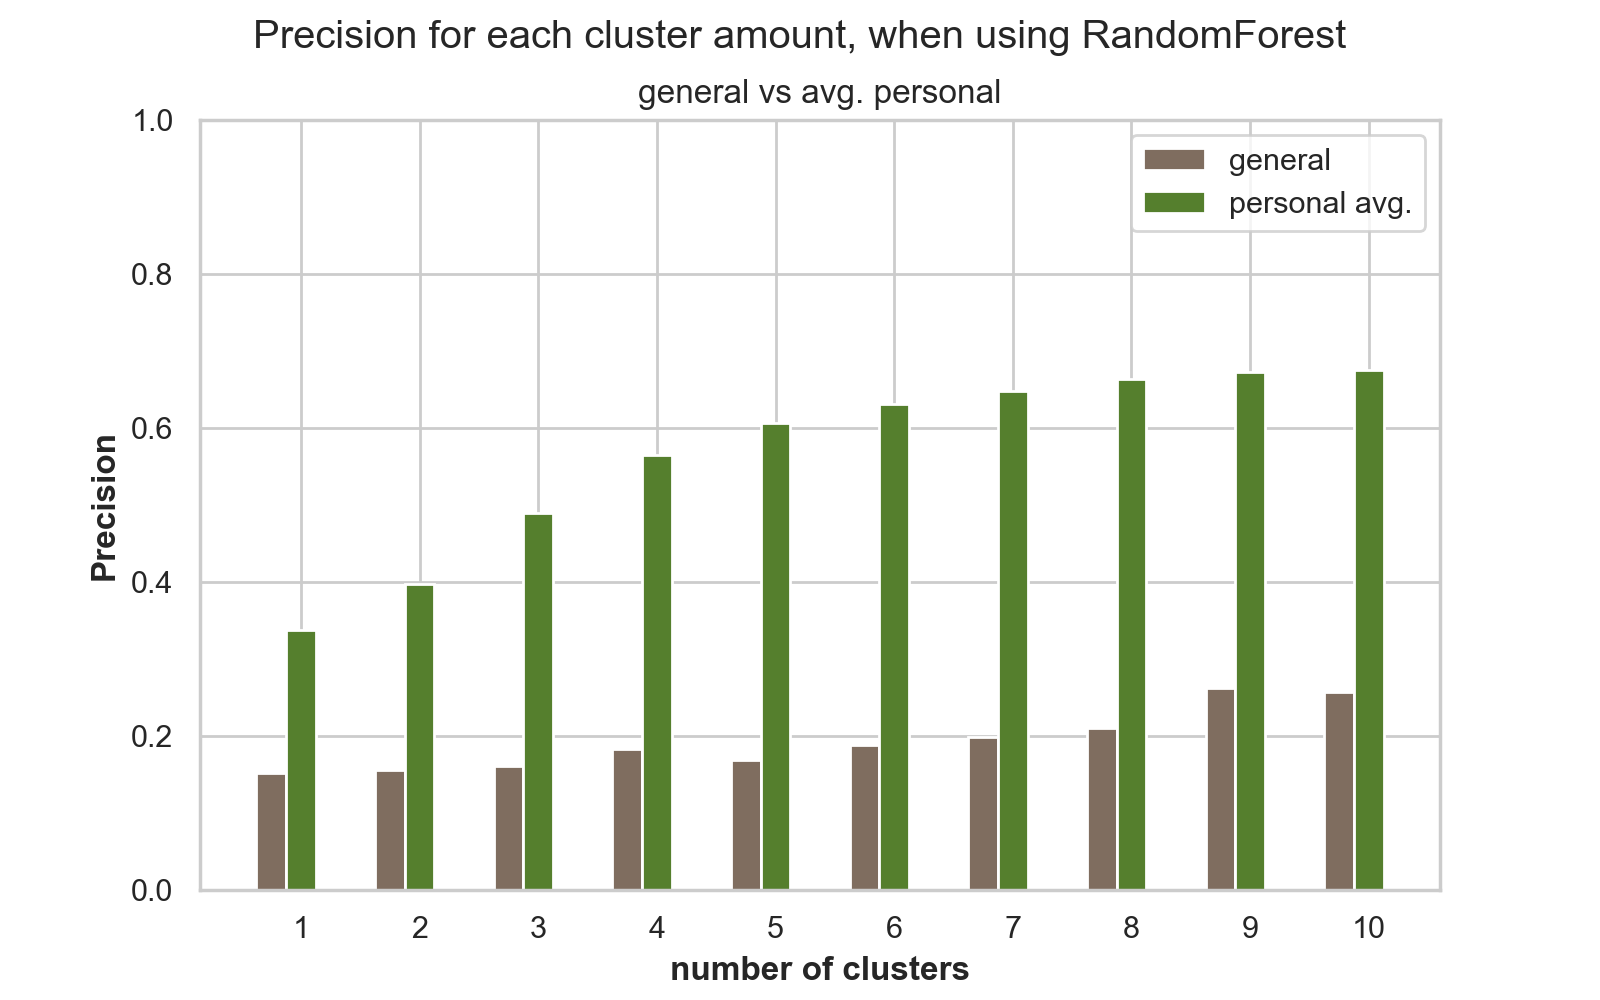 Precision for each cluster amount, when using RandomForest
general vs avg. personal
1.0
general
personal avg.
0.8
0.6
0.4
0.2
0.0
Precision
1 2 3 4 5 6 7 8 9 10
number of clusters